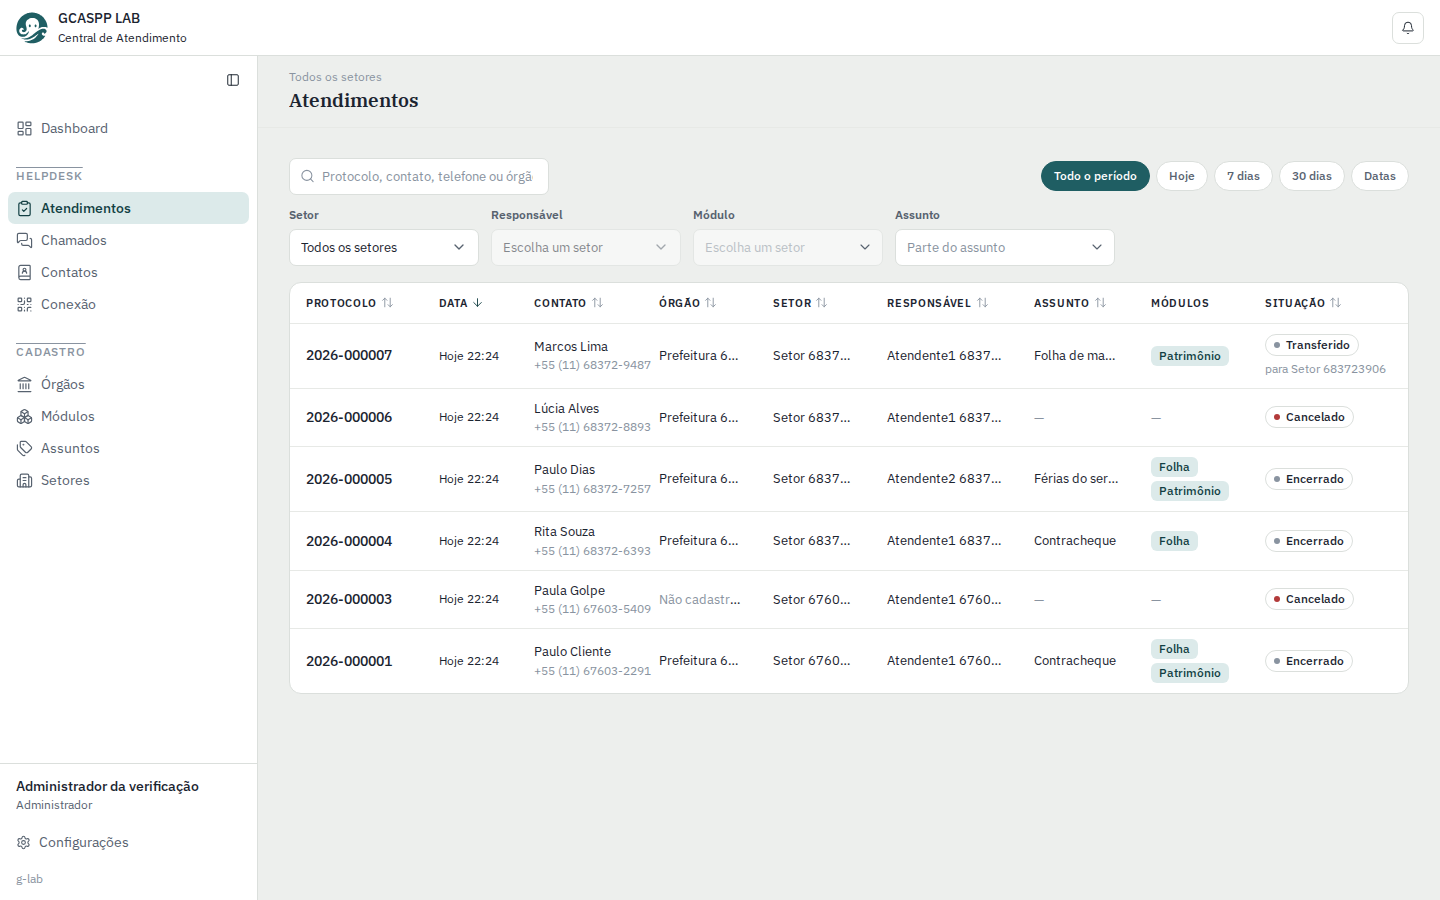 GCASPP LAB
Central de Atendimento
Dashboard
HELPDESK
Atendimentos
Chamados
Contatos
Conexão
CADASTRO
Órgãos
Módulos
Assuntos
Setores
Administrador da verificação
Administrador
Configurações
g-lab
Todos os setores
Atendimentos
Protocolo, contato, telefone ou órgã
Todo o período Hoje 7 dias 30 dias Datas
Setor Responsável Módulo Assunto
Todos os setores Escolha um setor Escolha um setor Parte do assunto
PROTOCOLO DATA CONTATO ÓRGÃO SETOR RESPONSÁVEL ASSUNTO MÓDULOS SITUAÇÃO
2026-000007 Hoje 22:24 Marcos Lima Prefeitura 6... Setor 6837... Atendente1 6837... Folha de ma... Patrimônio Transferido
+55 (11) 68372-9487 para Setor 683723906
2026-000006 Hoje 22:24 Lúcia Alves Prefeitura 6... Setor 6837... Atendente1 6837... — — Cancelado
+55 (11) 68372-8893
2026-000005 Hoje 22:24 Paulo Dias Prefeitura 6... Setor 6837... Atendente2 6837... Férias do ser... Folha Encerrado
+55 (11) 68372-7257 Patrimônio
2026-000004 Hoje 22:24 Rita Souza Prefeitura 6... Setor 6837... Atendente1 6837... Contracheque Folha Encerrado
+55 (11) 68372-6393
2026-000003 Hoje 22:24 Paula Golpe Não cadastr... Setor 6760... Atendente1 6760... — — Cancelado
+55 (11) 67603-5409
2026-000001 Hoje 22:24 Paulo Cliente Prefeitura 6... Setor 6760... Atendente1 6760... Contracheque Folha Encerrado
+55 (11) 67603-2291 Patrimônio